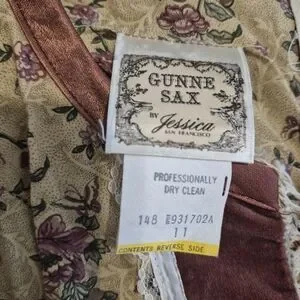 GUNNE
SAX
BY Jessica
SAN FRANCISCO
PROFESSIONALLY
DRY CLEAN
148 E931702A
11
CONTENTS REVERSE SIDE